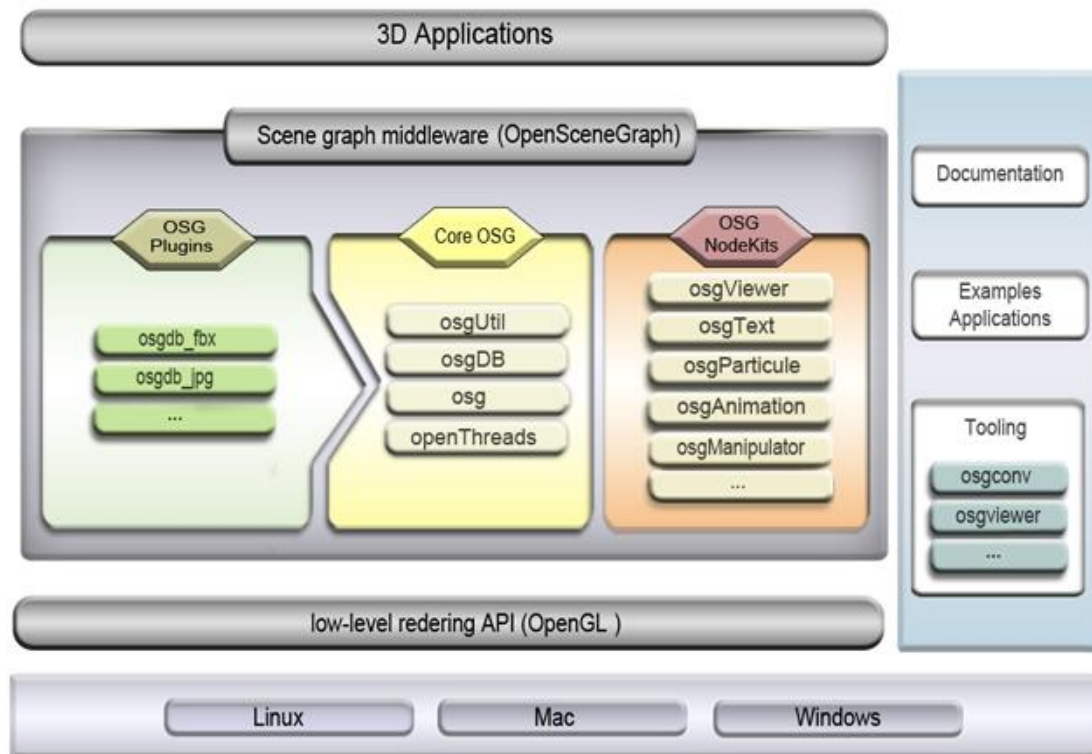 3D Applications
Scene graph middleware (OpenSceneGraph)
OSG
Plugins
osgdb_fbx
osgdb_jpg
...
Core OSG
osgUtil
osgDB
osg
openThreads
OSG
NodeKits
osgViewer
osgText
osgParticule
osgAnimation
osgManipulator
...
Documentation
Examples
Applications
Tooling
osgconv
osgviewer
...
low-level redering API (OpenGL )
Linux
Mac
Windows